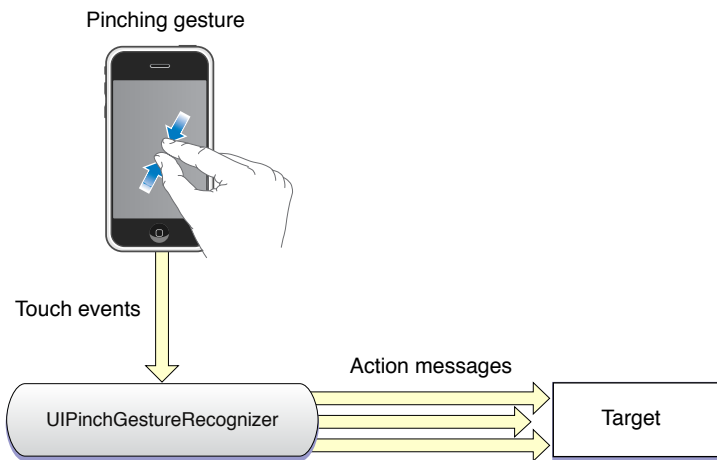 Pinching gesture
Touch events
Action messages
UIPinchGestureRecognizer
Target